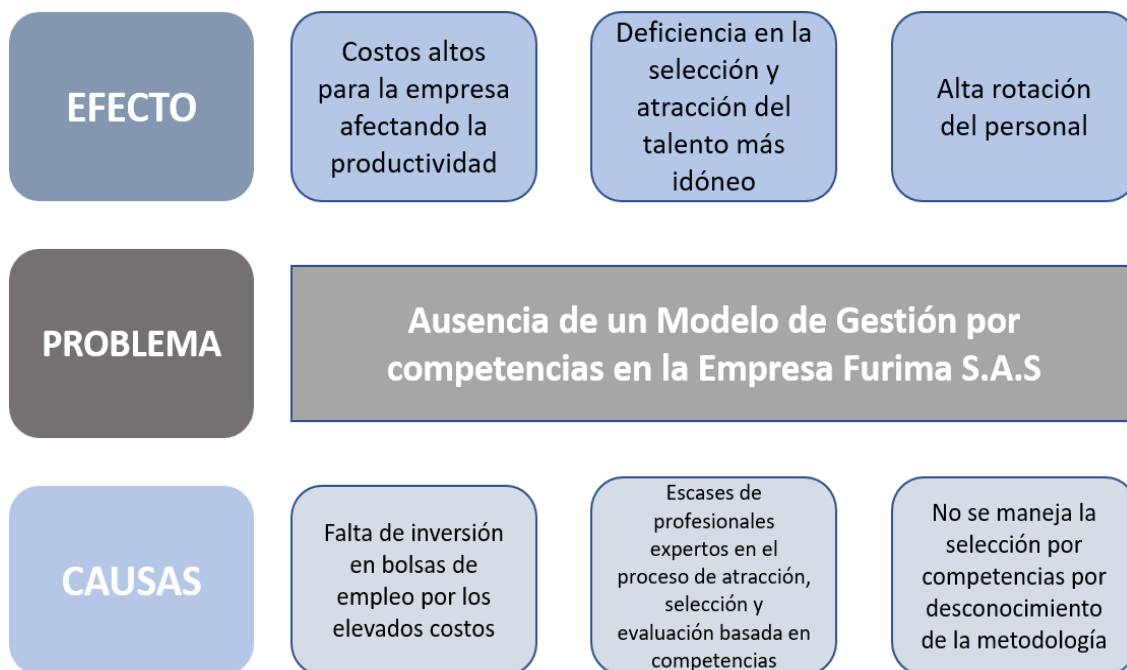 EFECTO
Costos altos
para la empresa
afectando la
productividad
Deficiencia en la
selección y
atracción del
talento más
idóneo
Alta rotación
del personal
PROBLEMA
Ausencia de un Modelo de Gestión por
competencias en la Empresa Furima S.A.S
CAUSAS
Falta de inversión
en bolsas de
empleo por los
elevados costos
Escases de
profesionales
expertos en el
proceso de atracción,
selección y
evaluación basada en
competencias
No se maneja la
selección por
competencias por
desconocimiento
de la metodología